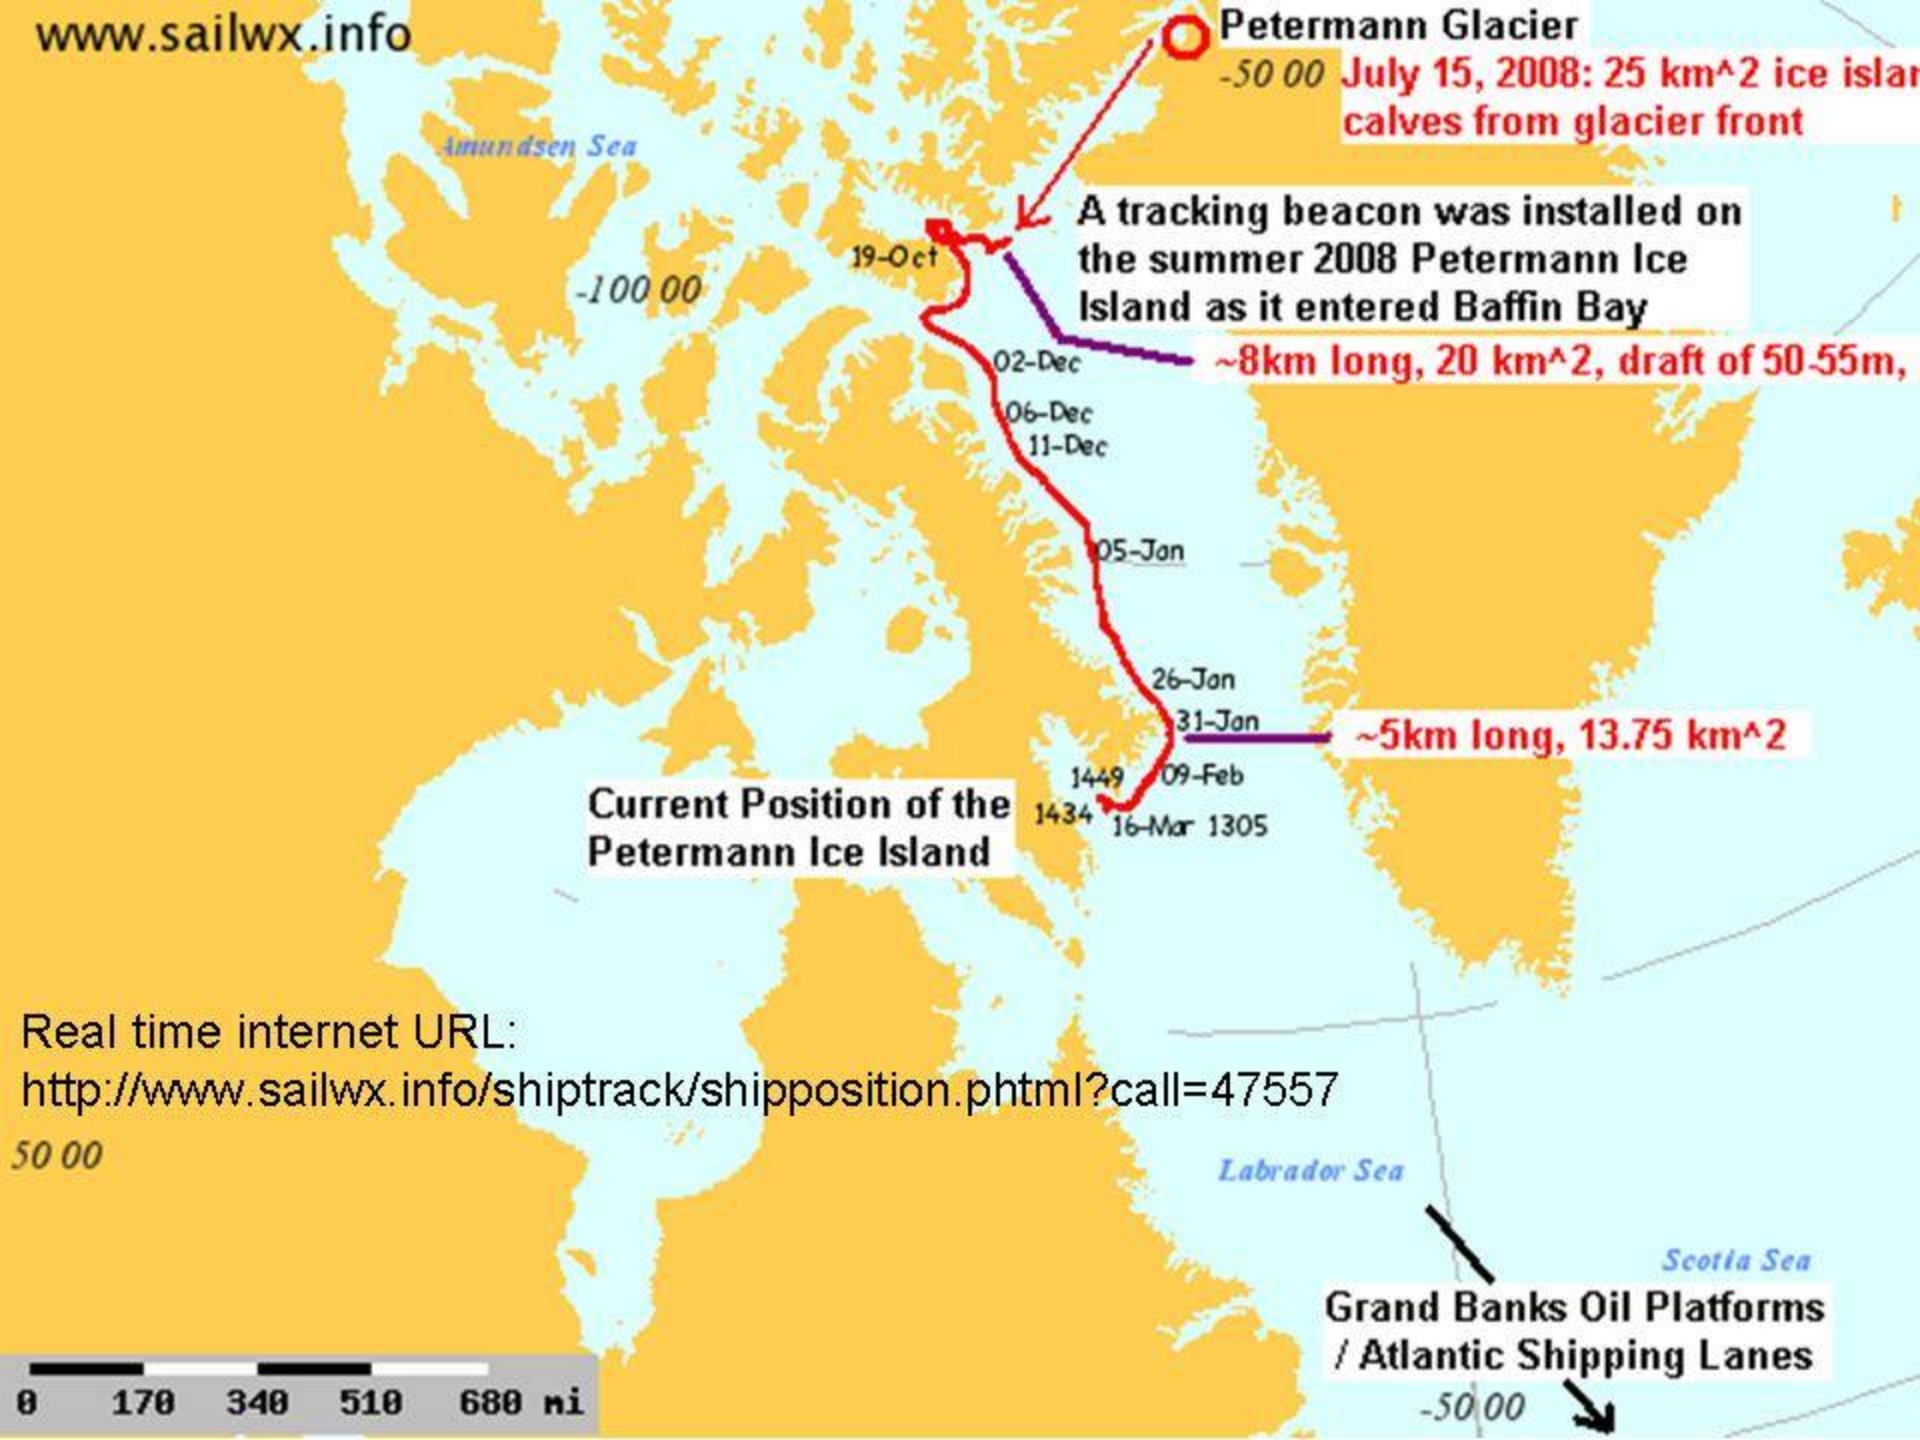 www.sailwx.info
Petermann Glacier
-50 00
July 15, 2008: 25 km^2 ice islan
calves from glacier front
Amundsen Sea
A tracking beacon was installed on
the summer 2008 Petermann Ice
Island as it entered Baffin Bay
19-Oct
-100 00
02-Dec
~8km long, 20 km^2, draft of 50-55m,
06-Dec
11-Dec
05-Jan
26-Jan
31-Jan
~5km long, 13.75 km^2
1449
09-Feb
Current Position of the
Petermann Ice Island
1434
16-Mar 1305
Real time internet URL:
http://www.sailwx.info/shiptrack/shipposition.phtml?call=47557
50 00
Labrador Sea
Scotia Sea
Grand Banks Oil Platforms
/ Atlantic Shipping Lanes
-50 00
0 170 340 510 680 mi